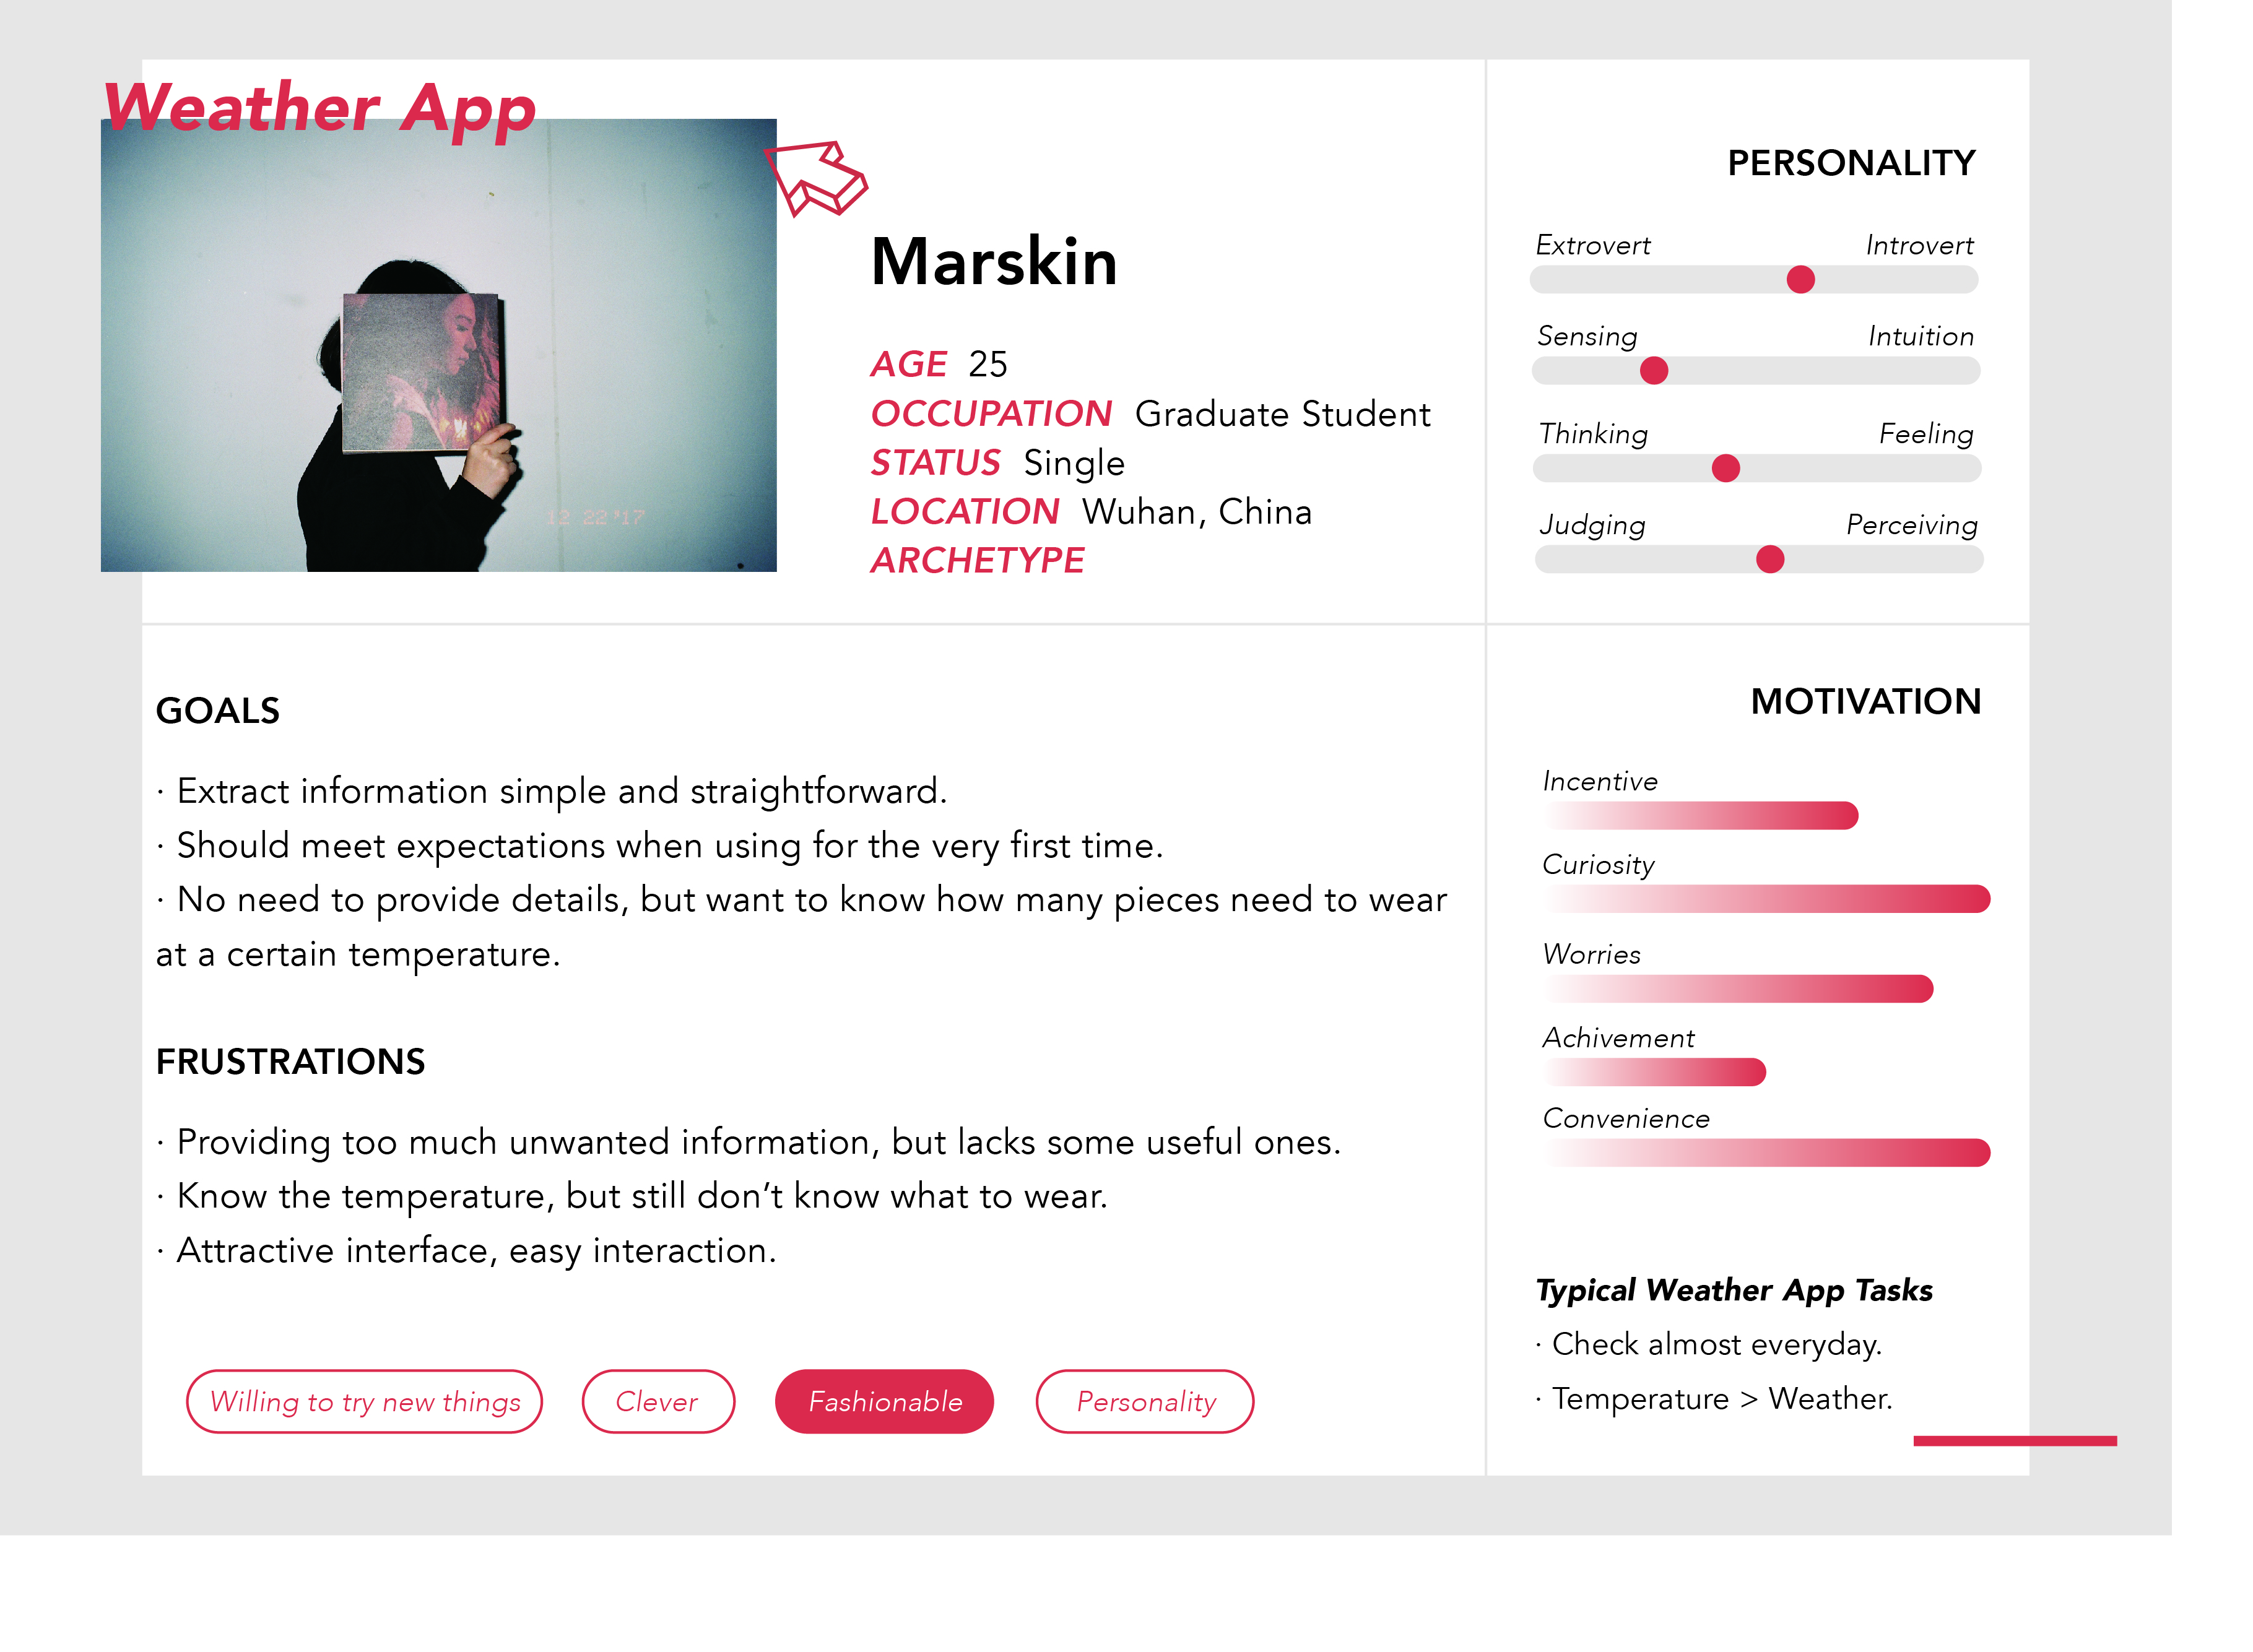 Weather App
12 22 '17
Marskin
AGE 25
OCCUPATION Graduate Student
STATUS Single
LOCATION Wuhan, China
ARCHETYPE
PERSONALITY
Extrovert Introvert
Sensing Intuition
Thinking Feeling
Judging Perceiving
GOALS
· Extract information simple and straightforward.
· Should meet expectations when using for the very first time.
· No need to provide details, but want to know how many pieces need to wear
at a certain temperature.
FRUSTRATIONS
· Providing too much unwanted information, but lacks some useful ones.
· Know the temperature, but still don’t know what to wear.
· Attractive interface, easy interaction.
Willing to try new things Clever Fashionable Personality
MOTIVATION
Incentive
Curiosity
Worries
Achivement
Convenience
Typical Weather App Tasks
· Check almost everyday.
· Temperature > Weather.